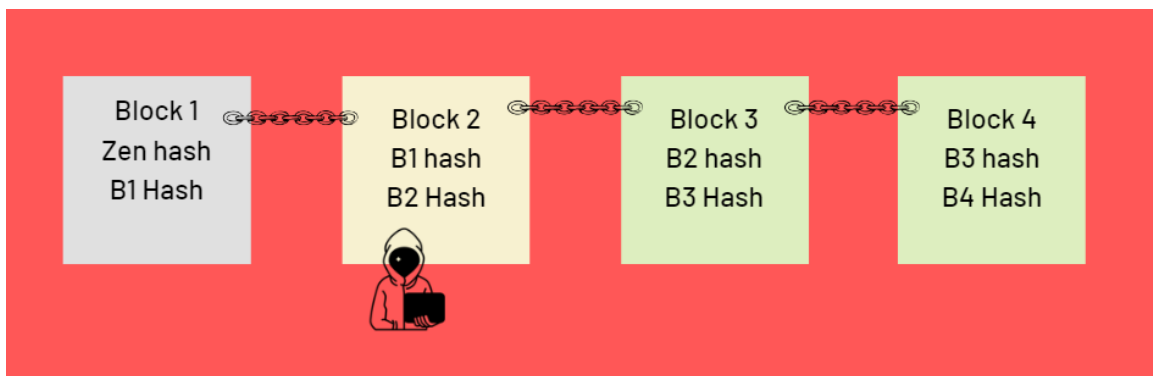 Block 1
Zen hash
B1 Hash
Block 2
B1 hash
B2 Hash
Block 3
B2 hash
B3 Hash
Block 4
B3 hash
B4 Hash